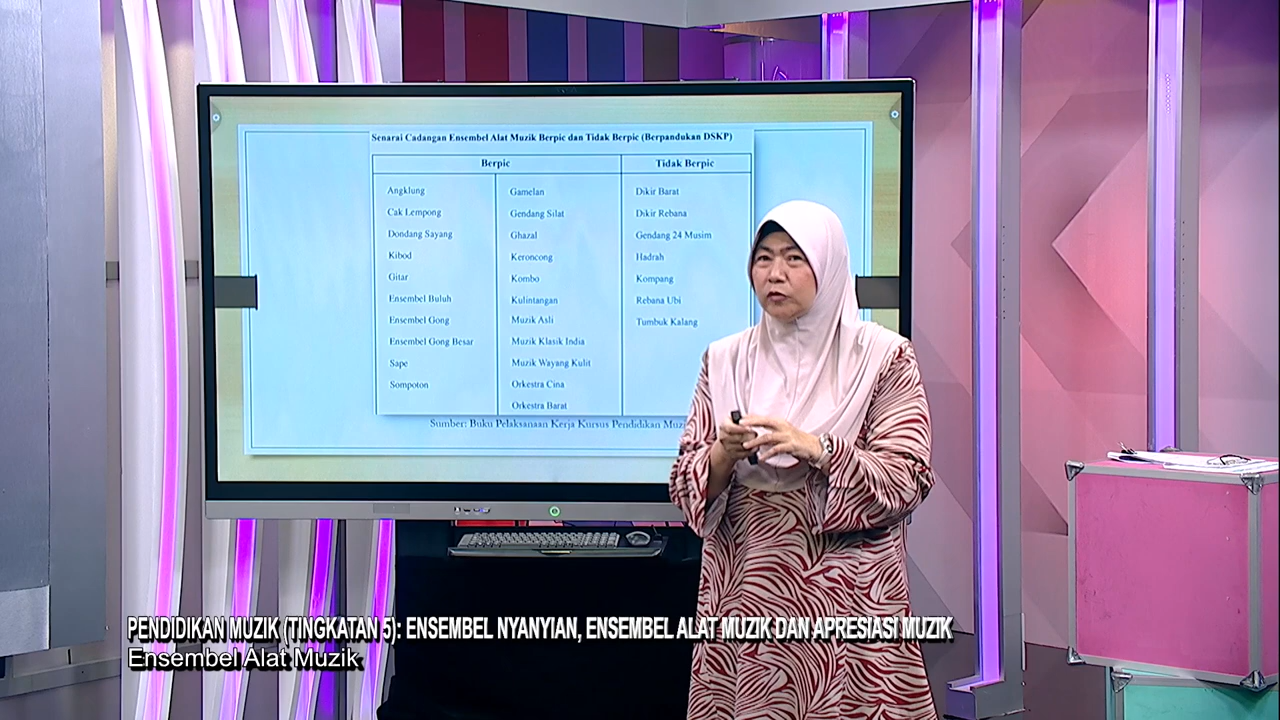 Senarai Cadangan Ensembel Alat Muzik Berpic dan Tidak Berpic (Berpandukan DSKP)
Berpic Tidak Berpic
Angklung Gamelan Dikir Barat
Cak Lempong Gendang Silat Dikir Rebana
Dondang Sayang Ghazal Gendang 24 Musim
Kibod Keroncong Hadrah
Gitar Kombo Kompang
Ensembel Buluh Kulintangan Rebana Ubi
Ensembel Gong Muzik Asli Tumbuk Kalang
Ensembel Gong Besar Muzik Klasik India
Sape Muzik Wayang Kulit
Sompoton Orkestra Cina
Orkestra Barat
Sumber: Buku Pelaksanaan Kerja Kursus Pendidikan Muzi
PENDIDIKAN MUZIK (TINGKATAN 5): ENSEMBEL NYANYIAN, ENSEMBEL ALAT MUZIK DAN APRESIASI MUZIK
Ensembel Alat Muzik